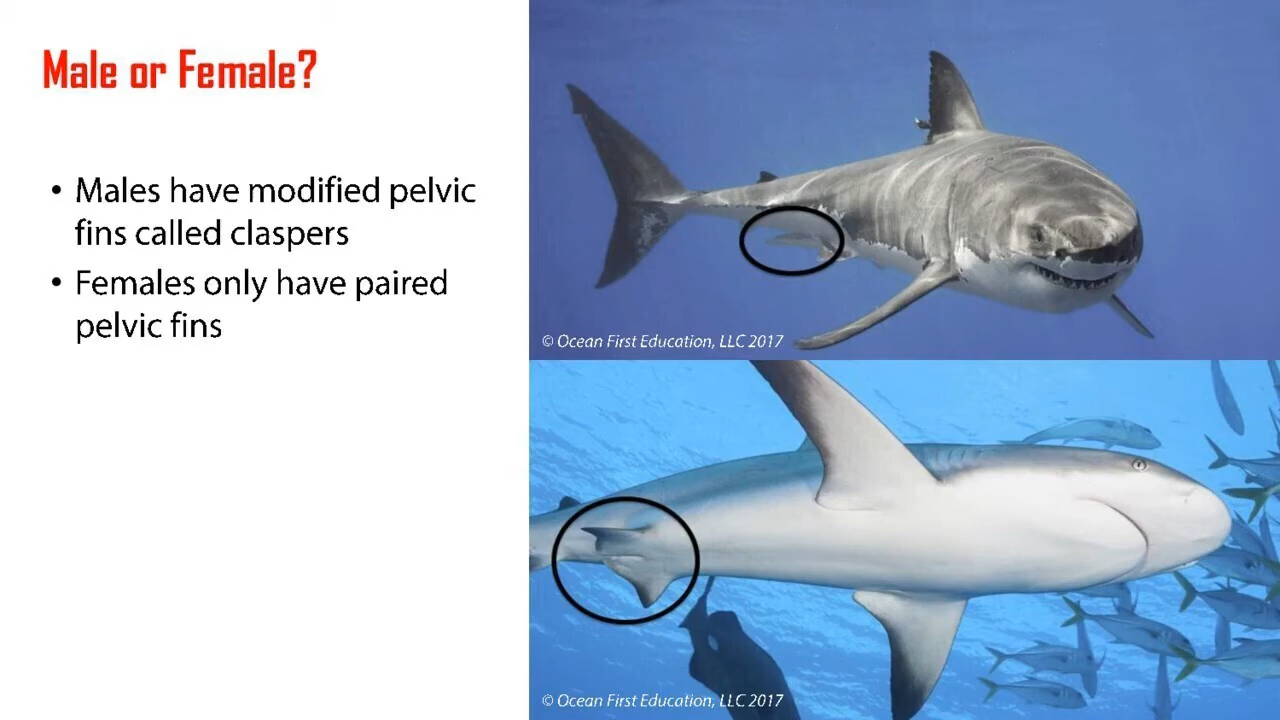 Male or Female?
• Males have modified pelvic
fins called claspers
• Females only have paired
pelvic fins
© Ocean First Education, LLC 2017
© Ocean First Education, LLC 2017